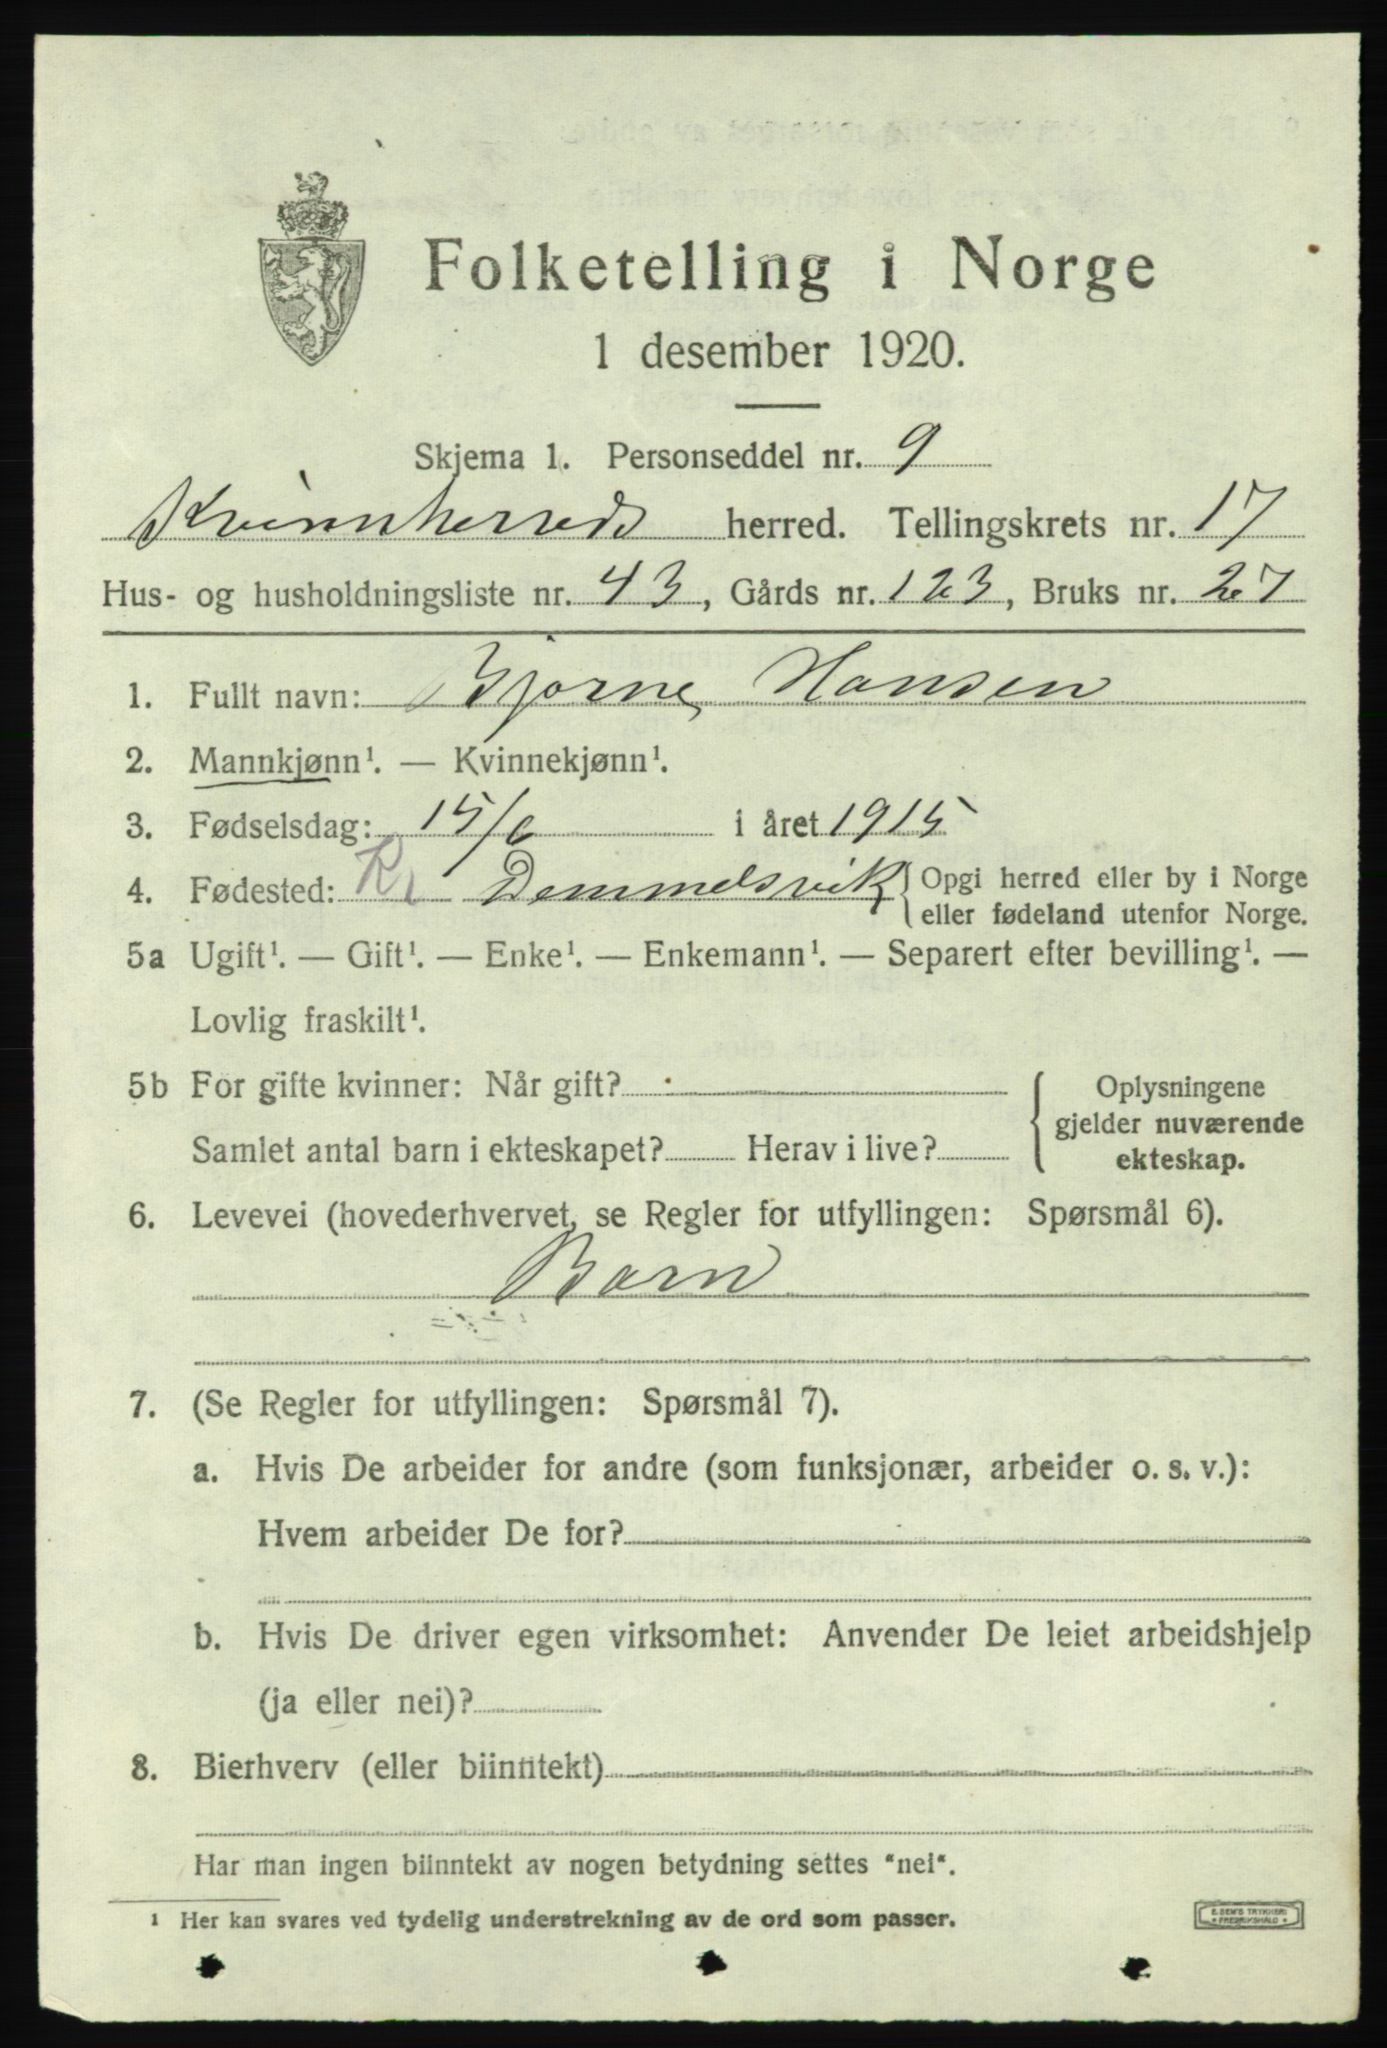 Folketelling i Norge
1 desember 1920.
Skjema 1. Personseddel nr. 9
Kvinnherreds herred. Tellingskrets nr. 17
Hus- og husholdningsliste nr. 43, Gårds nr. 123, Bruks nr. 27
1. Fullt navn: Bjarne Hansen
2. Mannkjønn¹. — Kvinnekjønn¹.
3. Fødselsdag: 15/6 i året 1915
4. Fødested: Demmelsvik { Opgi herred eller by i Norge
eller fødeland utenfor Norge.
5a Ugift¹. — Gift¹. — Enke¹. — Enkemann¹. — Separert efter bevilling¹. —
Lovlig fraskilt¹.
5b For gifte kvinner: Når gift?
Samlet antal barn i ekteskapet? Herav i live?
{ Oplysningene
gjelder nuværende
ekteskap.
6. Levevei (hovederhvervet, se Regler for utfyllingen: Spørsmål 6).
Barn
7. (Se Regler for utfyllingen: Spørsmål 7).
a. Hvis De arbeider for andre (som funksjonær, arbeider o. s. v.):
Hvem arbeider De for?
b. Hvis De driver egen virksomhet: Anvender De leiet arbeidshjelp
(ja eller nei)?
8. Bierhverv (eller biinntekt)
Har man ingen biinntekt av nogen betydning settes "nei".
¹ Her kan svares ved tydelig understrekning av de ord som passer.
E. SEM'S TRYKKERI
FREDRIKSHALD